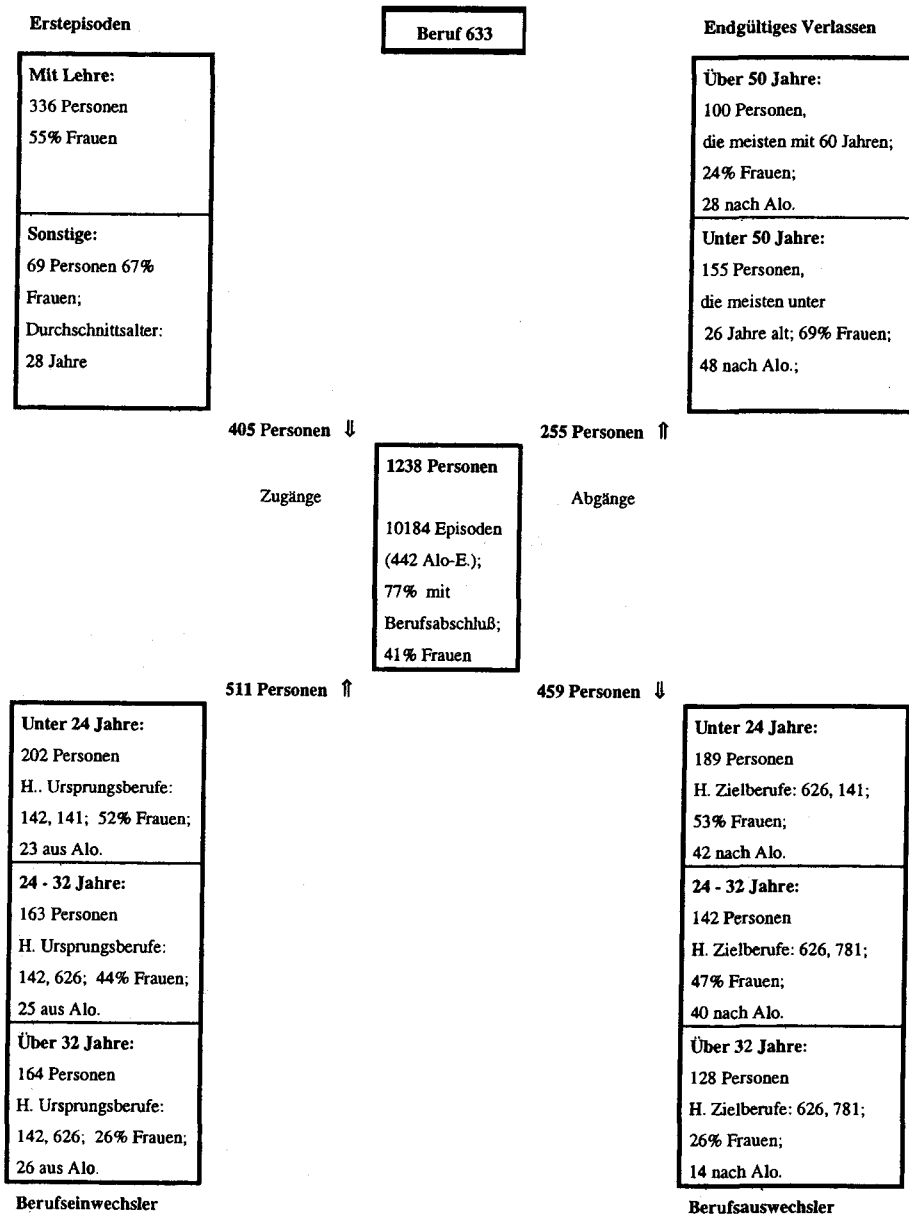 Erstepisoden
Beruf 633
Endgültiges Verlassen
Mit Lehre:
336 Personen
55% Frauen
Sonstige:
69 Personen 67%
Frauen;
Durchschnittsalter:
28 Jahre
Über 50 Jahre:
100 Personen,
die meisten mit 60 Jahren;
24% Frauen;
28 nach Alo.
Unter 50 Jahre:
155 Personen,
die meisten unter
26 Jahre alt; 69% Frauen;
48 nach Alo.;
405 Personen ⇓
255 Personen ⇑
Zugänge
1238 Personen
10184 Episoden
(442 Alo-E.);
77% mit
Berufsabschluß;
41% Frauen
Abgänge
511 Personen ⇑
459 Personen ⇓
Unter 24 Jahre:
202 Personen
H.. Ursprungsberufe:
142, 141; 52% Frauen;
23 aus Alo.
24 - 32 Jahre:
163 Personen
H. Ursprungsberufe:
142, 626; 44% Frauen;
25 aus Alo.
Über 32 Jahre:
164 Personen
H. Ursprungsberufe:
142, 626; 26% Frauen;
26 aus Alo.
Berufseinwechsler
Unter 24 Jahre:
189 Personen
H. Zielberufe: 626, 141;
53% Frauen;
42 nach Alo.
24 - 32 Jahre:
142 Personen
H. Zielberufe: 626, 781;
47% Frauen;
40 nach Alo.
Über 32 Jahre:
128 Personen
H. Zielberufe: 626, 781;
26% Frauen;
14 nach Alo.
Berufsauswechsler